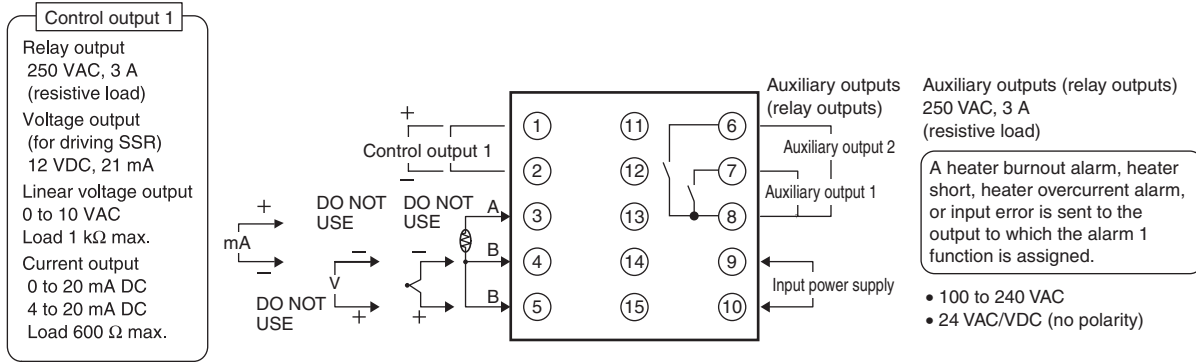 Control output 1
Relay output
250 VAC, 3 A
(resistive load)
Voltage output
(for driving SSR)
12 VDC, 21 mA
Linear voltage output
0 to 10 VAC
Load 1 kΩ max.
Current output
0 to 20 mA DC
4 to 20 mA DC
Load 600 Ω max.
+
mA
−
DO NOT
USE
−
V
+
DO NOT
USE
DO NOT
USE
−
+
+
Control output 1
−
A
B
B
1
2
3
4
5
11
12
13
14
15
6
7
8
9
10
Auxiliary outputs
(relay outputs)
Auxiliary output 2
Auxiliary output 1
Input power supply
Auxiliary outputs (relay outputs)
250 VAC, 3 A
(resistive load)
A heater burnout alarm, heater
short, heater overcurrent alarm,
or input error is sent to the
output to which the alarm 1
function is assigned.
• 100 to 240 VAC
• 24 VAC/VDC (no polarity)